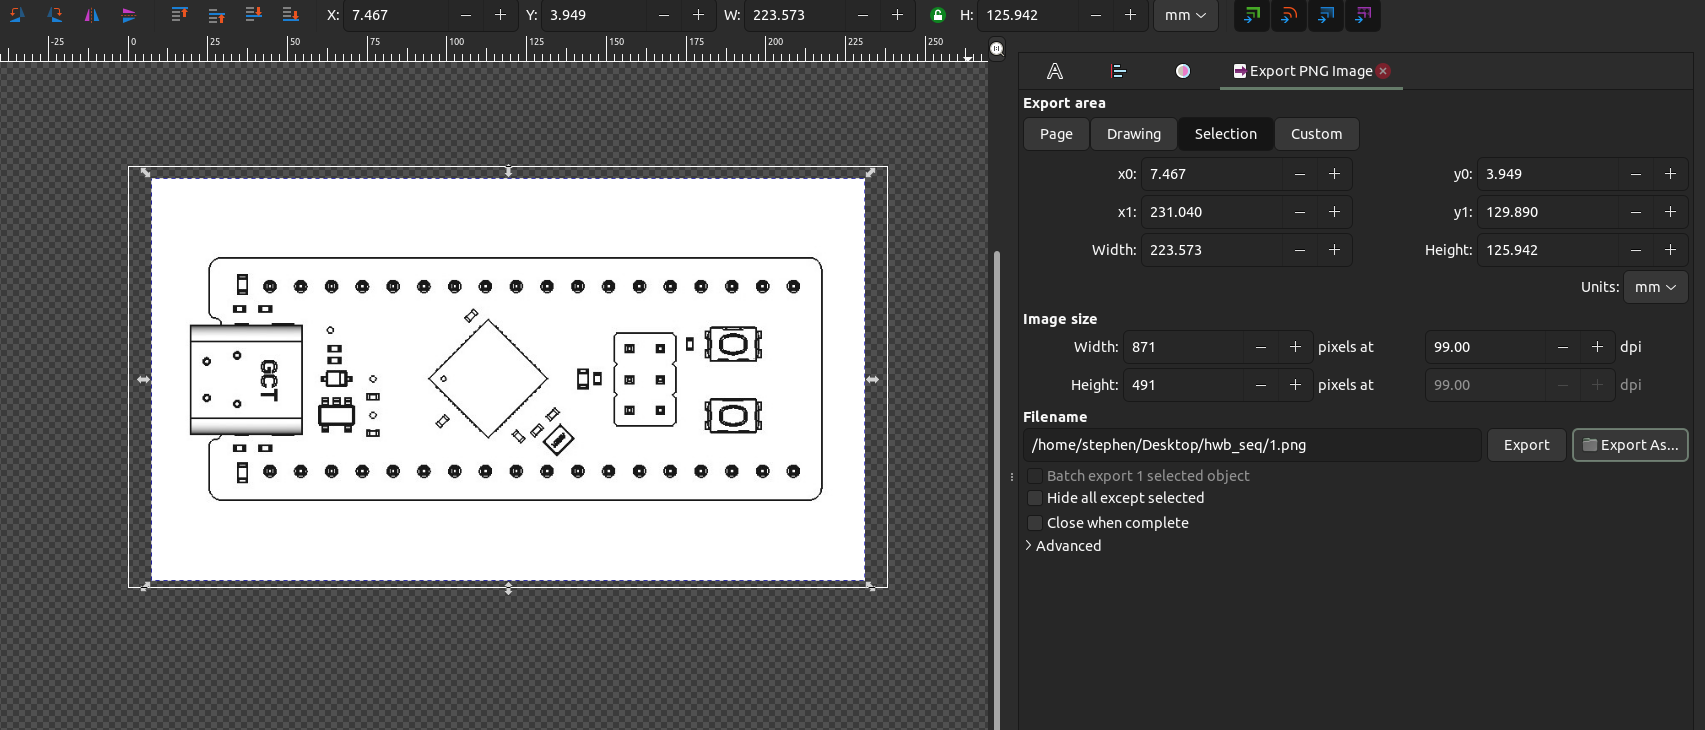 X: 7.467 Y: 3.949 W: 223.573 H: 125.942 mm
-25 0 25 50 75 100 125 150 175 200 225 250
Export PNG Image
Export area
Page Drawing Selection Custom
x0: 7.467 y0: 3.949
x1: 231.040 y1: 129.890
Width: 223.573 Height: 125.942
Units: mm
Image size
Width: 871 pixels at 99.00 dpi
Height: 491 pixels at 99.00 dpi
Filename
/home/stephen/Desktop/hwb_seq/1.png Export Export As...
Batch export 1 selected object
Hide all except selected
Close when complete
Advanced
GCT